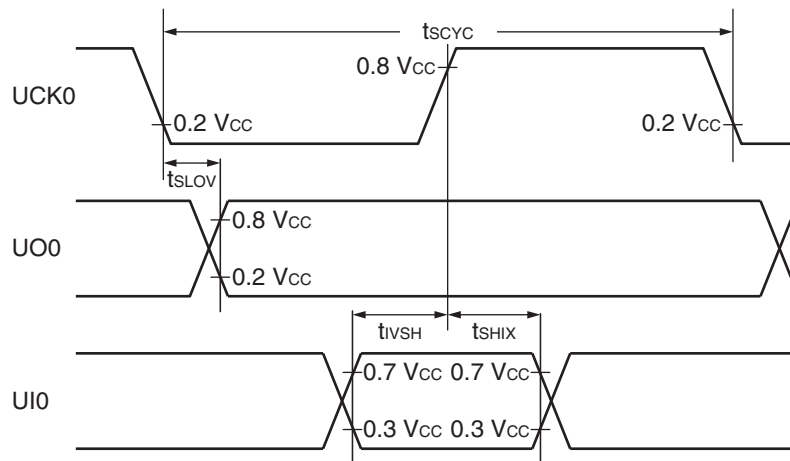 tSCYC
UCK0
0.8 VCC
0.2 VCC
0.2 VCC
tSLOV
UO0
0.8 VCC
0.2 VCC
tIVSH
tSHIX
UI0
0.7 VCC
0.7 VCC
0.3 VCC
0.3 VCC